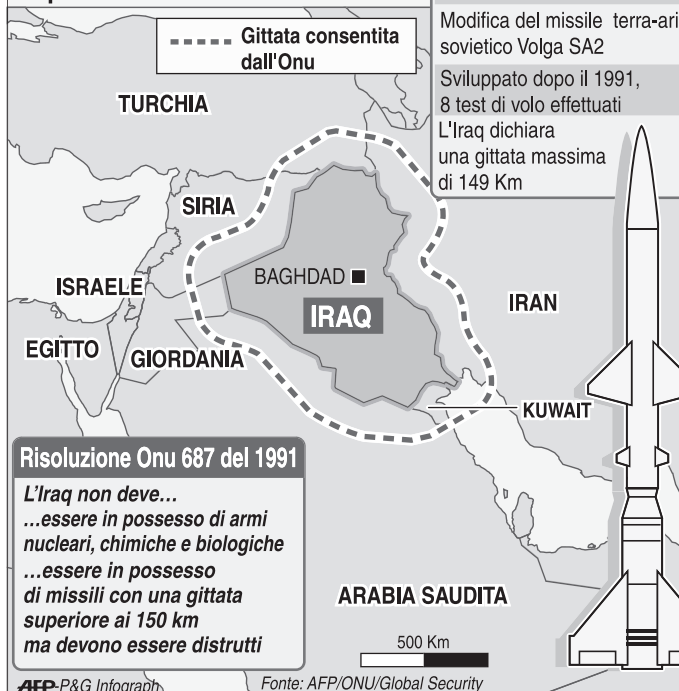 Modifica del missile terra-ari
sovietico Volga SA2
Sviluppato dopo il 1991,
8 test di volo effettuati
L'Iraq dichiara
una gittata massima
di 149 Km
Gittata consentita
dall'Onu
TURCHIA
SIRIA
ISRAELE
BAGHDAD
IRAQ
IRAN
EGITTO
GIORDANIA
KUWAIT
Risoluzione Onu 687 del 1991
L'Iraq non deve...
...essere in possesso di armi
nucleari, chimiche e biologiche
...essere in possesso
di missili con una gittata
superiore ai 150 km
ma devono essere distrutti
ARABIA SAUDITA
500 Km
AFP-P&G Infograph
Fonte: AFP/ONU/Global Security